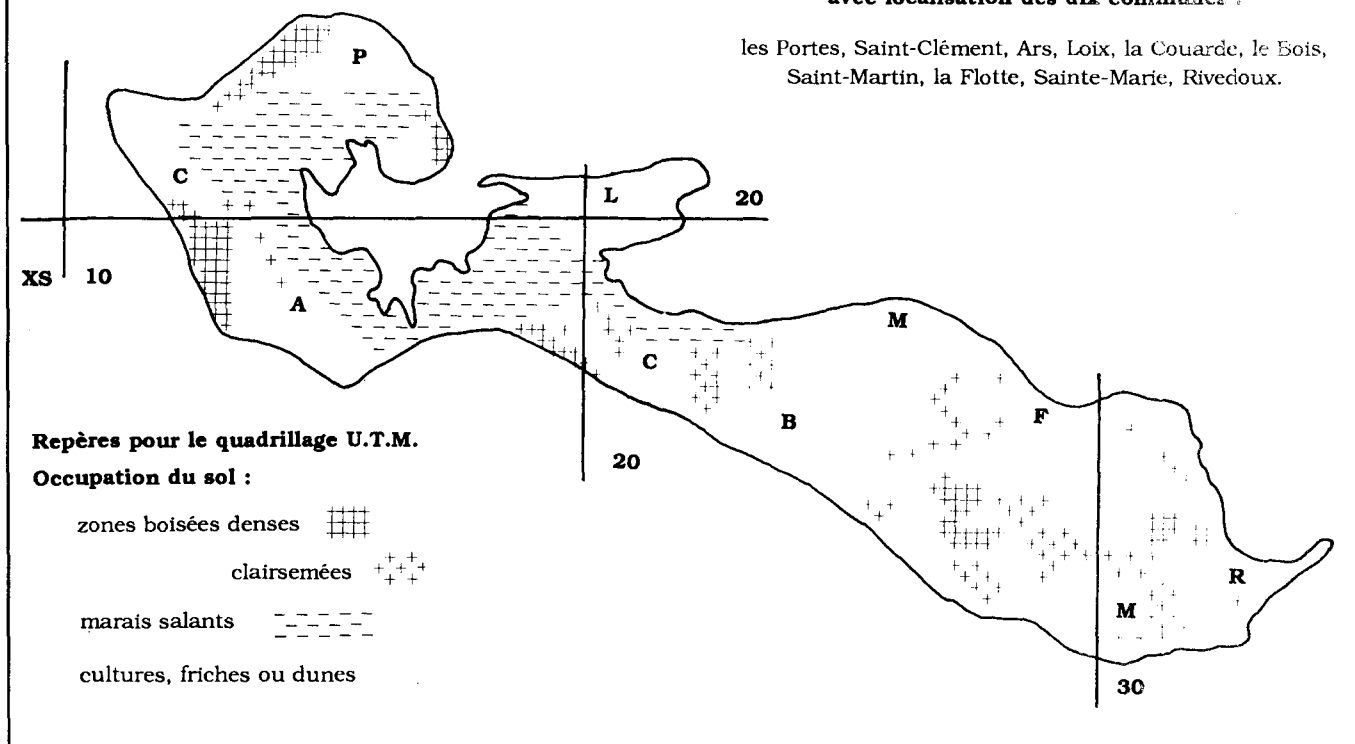 les Portes, Saint-Clément, Ars, Loix, la Couarde, le Bois,
Saint-Martin, la Flotte, Sainte-Marie, Rivedoux.
P
C
L
20
XS 10
A
M
C
F
B
20
Repères pour le quadrillage U.T.M.
Occupation du sol :
zones boisées denses
clairsemées
R
M
marais salants
cultures, friches ou dunes
30